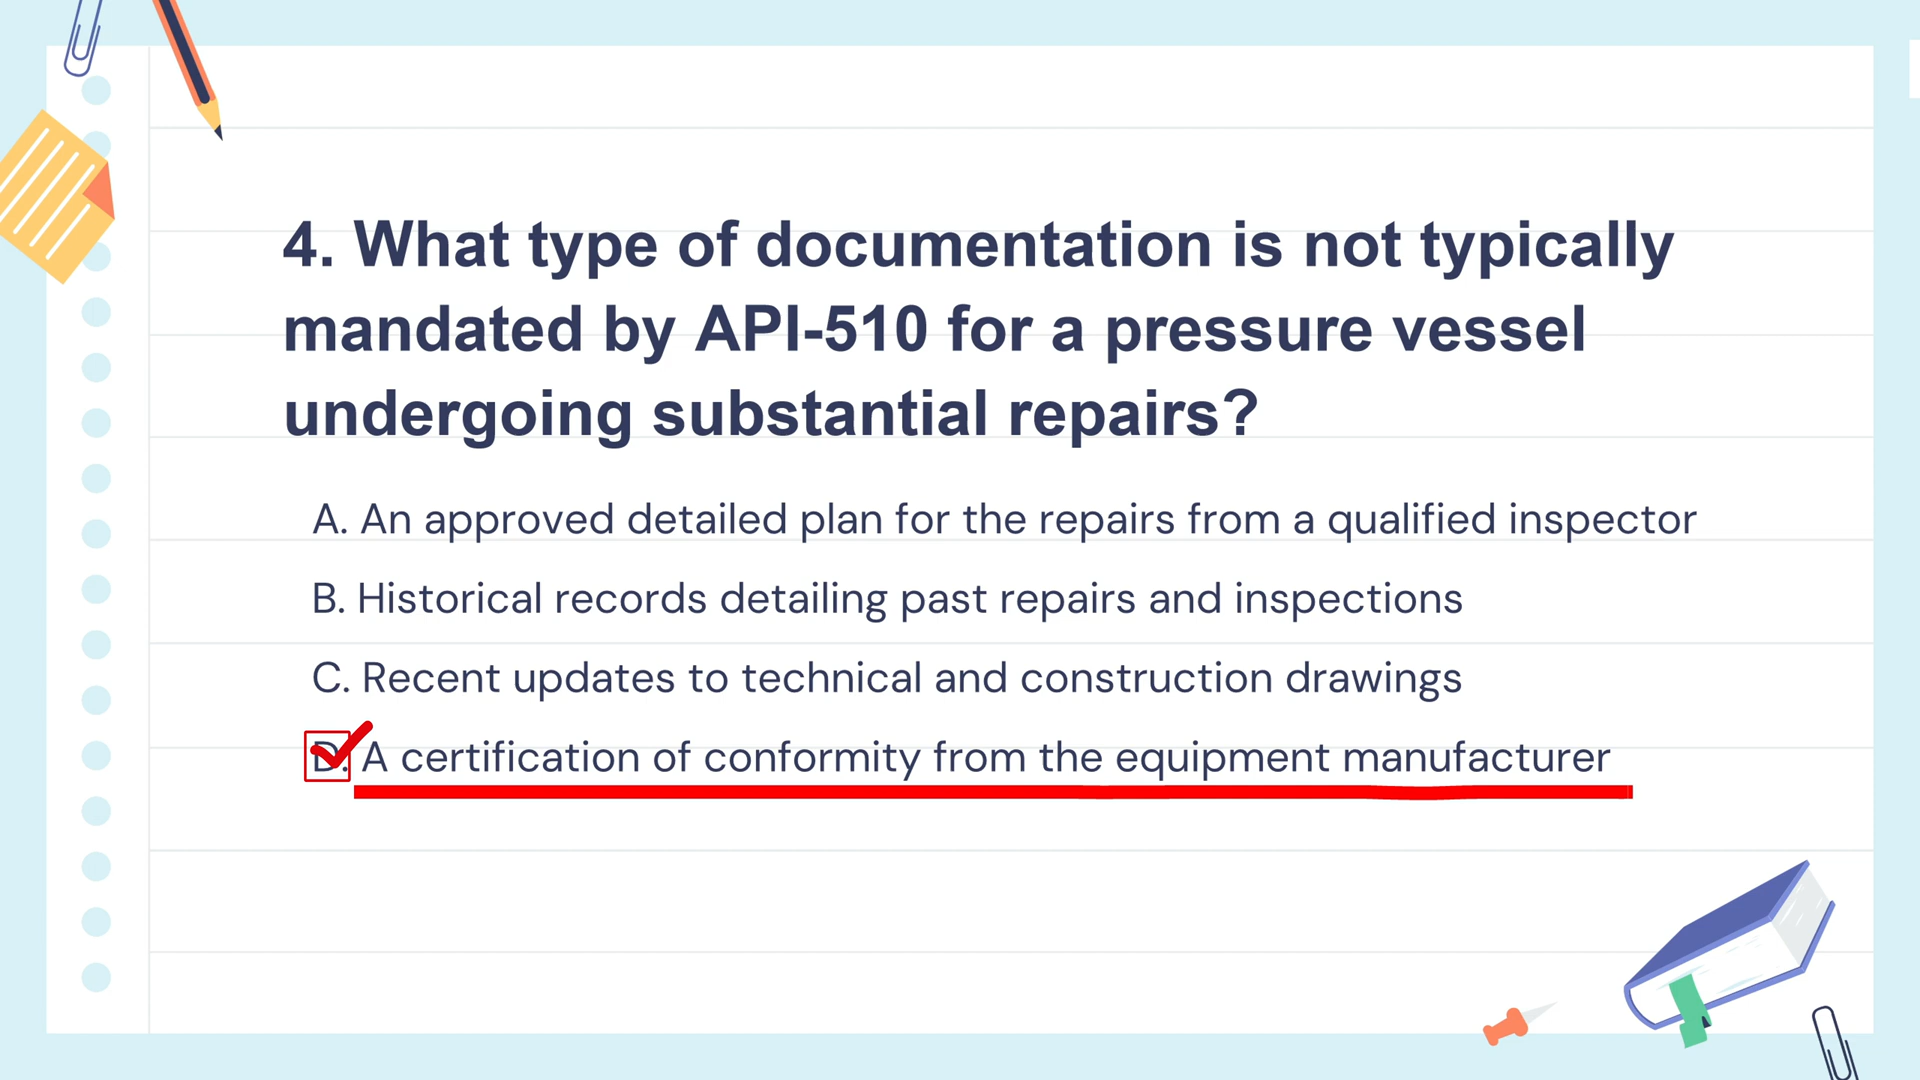 4. What type of documentation is not typically
mandated by API-510 for a pressure vessel
undergoing substantial repairs?
A. An approved detailed plan for the repairs from a qualified inspector
B. Historical records detailing past repairs and inspections
C. Recent updates to technical and construction drawings
D. A certification of conformity from the equipment manufacturer